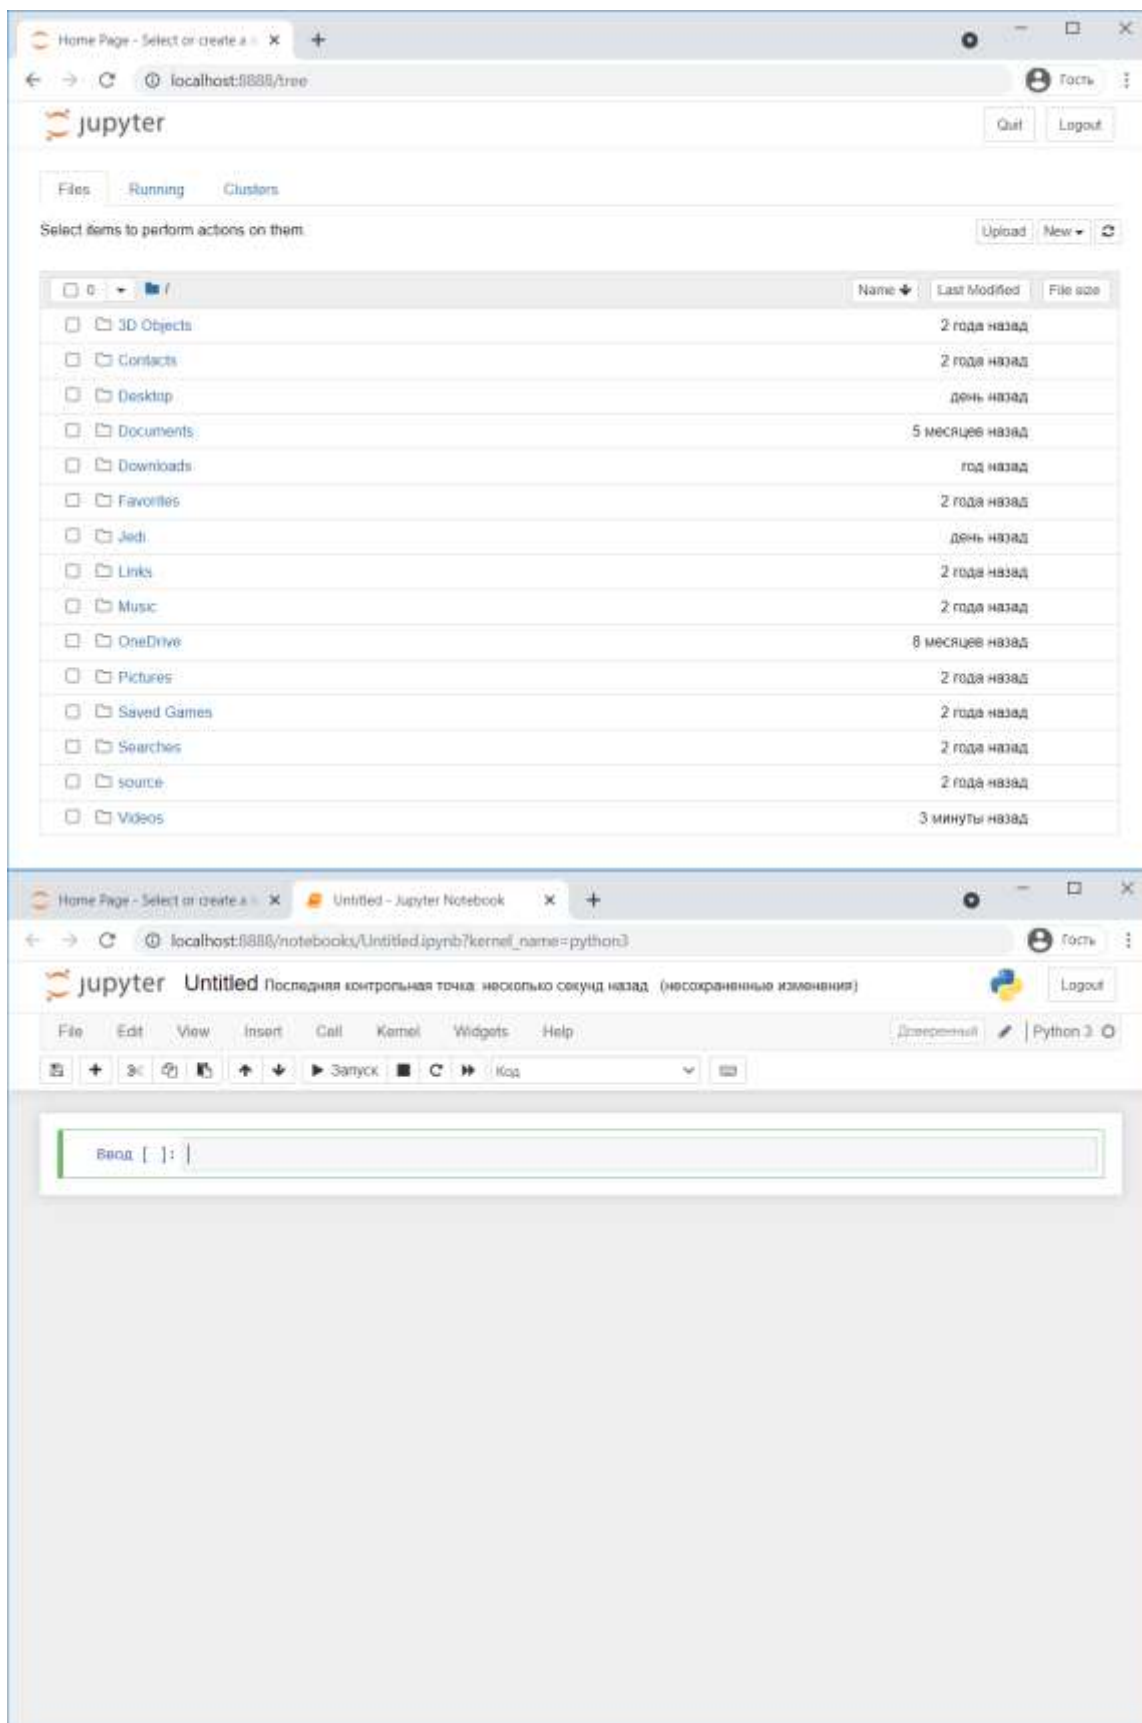 Home Page - Select or create a
localhost:8888/tree
Гость
jupyter
Quit Logout
Files Running Clusters
Select items to perform actions on them.
Upload New
0 /
Name Last Modified File size
3D Objects 2 года назад
Contacts 2 года назад
Desktop день назад
Documents 5 месяцев назад
Downloads год назад
Favorites 2 года назад
Jedi день назад
Links 2 года назад
Music 2 года назад
OneDrive 8 месяцев назад
Pictures 2 года назад
Saved Games 2 года назад
Searches 2 года назад
source 2 года назад
Videos 3 минуты назад
Home Page - Select or create a Untitled - Jupyter Notebook
localhost:8888/notebooks/Untitled.ipynb?kernel_name=python3 Гость
jupyter Untitled Последняя контрольная точка: несколько секунд назад (несохраненные изменения) Logout
File Edit View Insert Cell Kernel Widgets Help Доверенный Python 3
Запуск Код
Ввод [ ]: